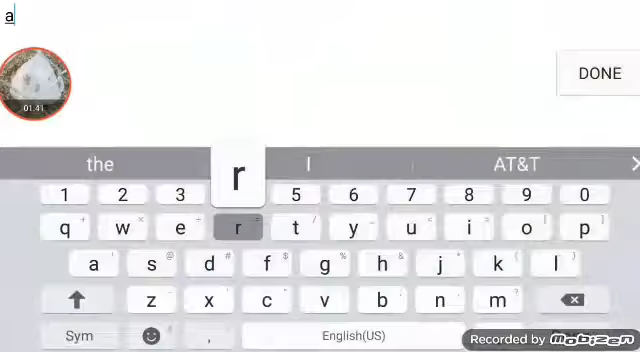 a
01:41
DONE
the r I AT&T X
1 2 3 5 6 7 8 9 0
q + w × e ÷ r = t / y _ u < i > o [ p ]
a ! s @ d # f $ g % h & j * k ( l )
z - x ' c " v : b ; n , m ?
Sym , English(US)
Recorded by mobizen